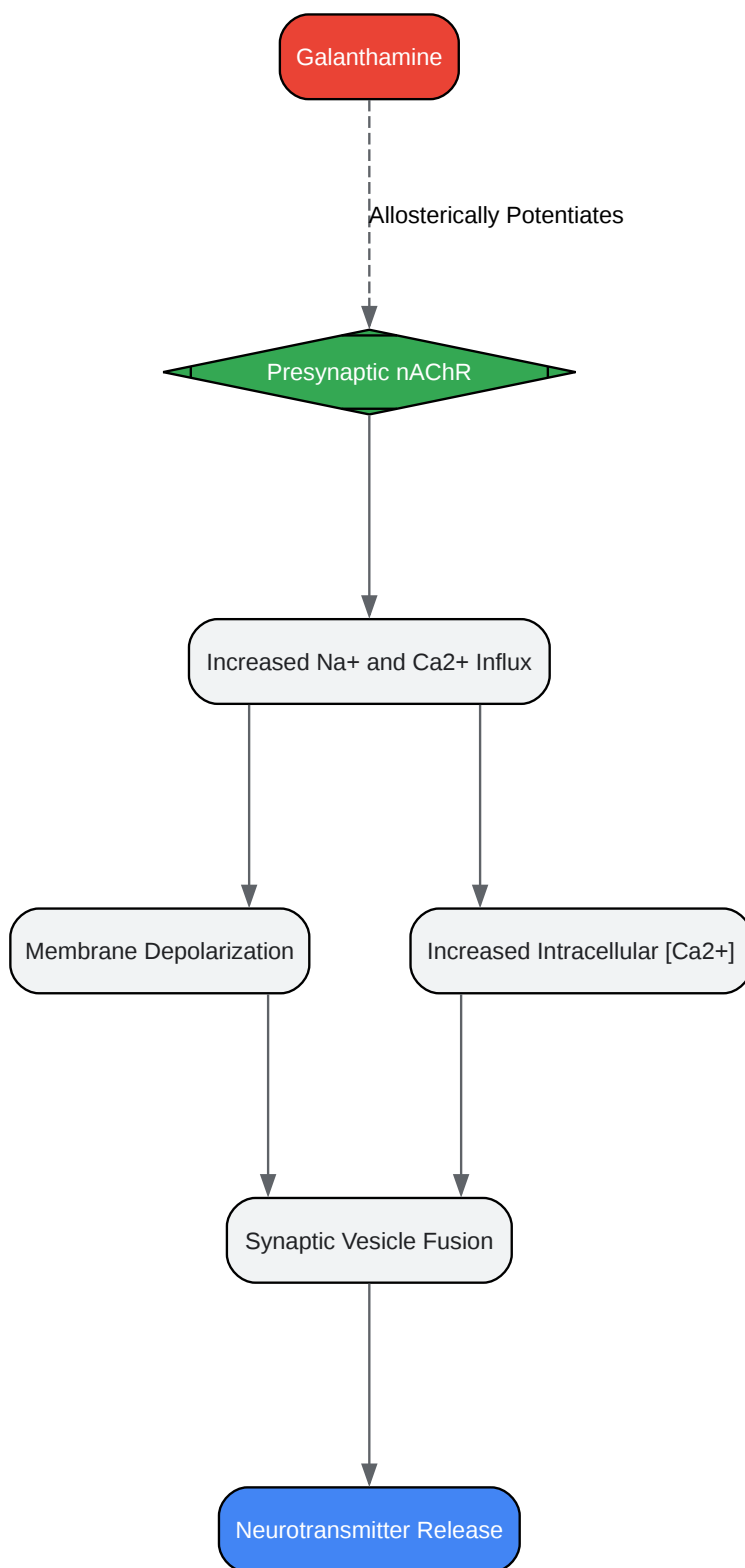 Galanthamine
Allosterically Potentiates
Presynaptic nAChR
Increased Na+ and Ca2+ Influx
Membrane Depolarization
Increased Intracellular [Ca2+]
Synaptic Vesicle Fusion
Neurotransmitter Release